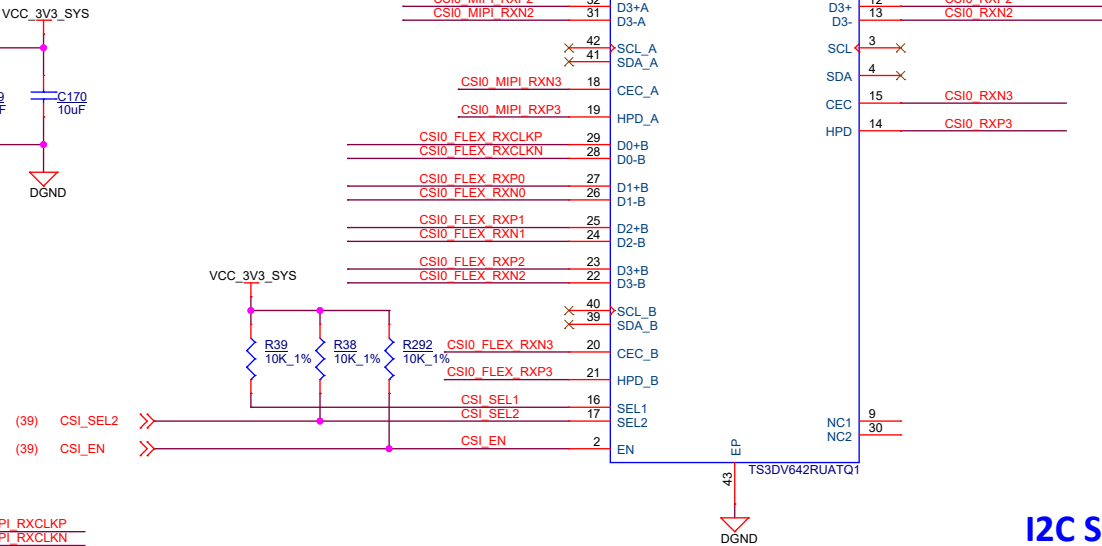 VCC_3V3_SYS
C170
10uF
DGND
32
CSI0_MIPI_RXN2
31
D3+A
D3-A
42
SCL_A
41
SDA_A
CSI0_MIPI_RXN3
18
CEC_A
CSI0_MIPI_RXP3
19
HPD_A
CSI0_FLEX_RXCLKP
29
D0+B
CSI0_FLEX_RXCLKN
28
D0-B
CSI0_FLEX_RXP0
27
D1+B
CSI0_FLEX_RXN0
26
D1-B
CSI0_FLEX_RXP1
25
D2+B
CSI0_FLEX_RXN1
24
D2-B
CSI0_FLEX_RXP2
23
D3+B
CSI0_FLEX_RXN2
22
D3-B
40
SCL_B
39
SDA_B
CSI0_FLEX_RXN3
20
CEC_B
CSI0_FLEX_RXP3
21
HPD_B
CSI_SEL1
16
SEL1
CSI_SEL2
17
SEL2
CSI_EN
2
EN
VCC_3V3_SYS
R39
10K_1%
R38
10K_1%
R292
10K_1%
(39) CSI_SEL2
(39) CSI_EN
D3+
12
D3-
13
CSI0_RXN2
SCL
3
SDA
4
CEC
15
CSI0_RXN3
HPD
14
CSI0_RXP3
NC1
9
NC2
30
EP
43
TS3DV642RUATQ1
DGND
PI_RXCLKP
PI_RXCLKN
I2C S